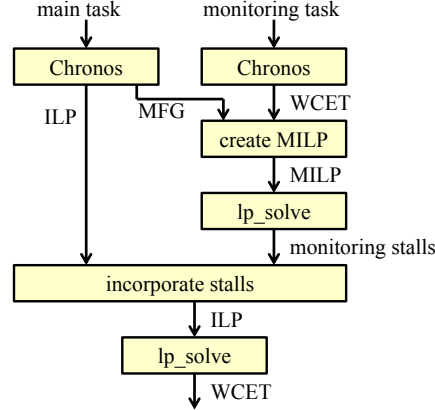 main task
monitoring task
Chronos
Chronos
ILP
MFG
WCET
create MILP
MILP
lp_solve
monitoring stalls
incorporate stalls
ILP
lp_solve
WCET